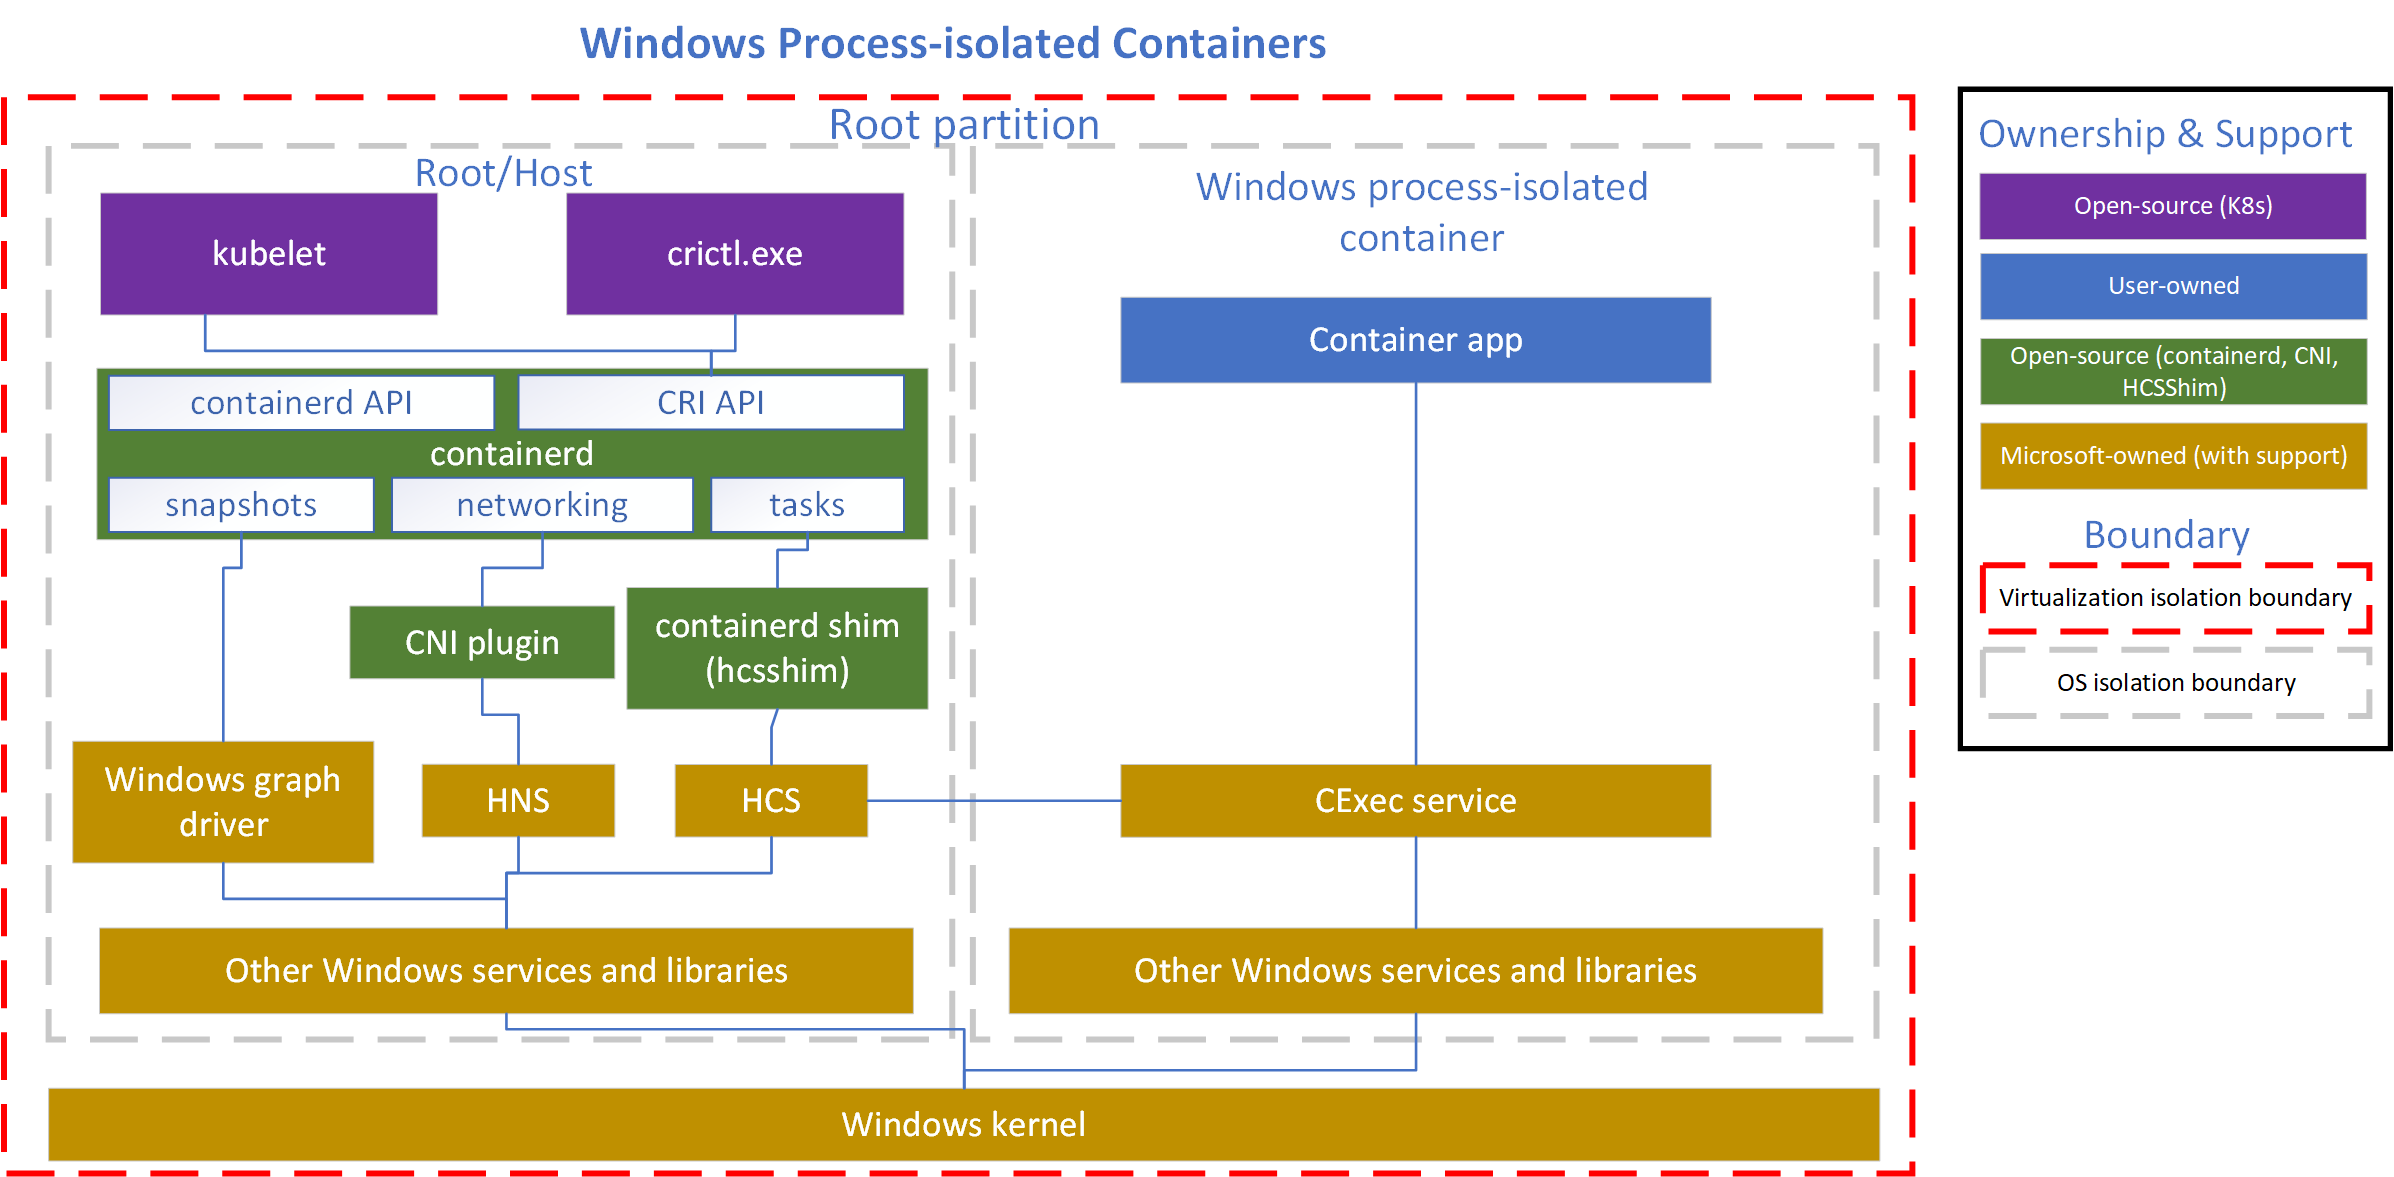 Windows Process-isolated Containers
Root partition
Root/Host
kubelet
crictl.exe
containerd API
CRI API
containerd
snapshots
networking
tasks
CNI plugin
containerd shim
(hcsshim)
Windows graph
driver
HNS
HCS
Other Windows services and libraries
Windows process-isolated
container
Container app
CExec service
Other Windows services and libraries
Windows kernel
Ownership & Support
Open-source (K8s)
User-owned
Open-source (containerd, CNI,
HCSShim)
Microsoft-owned (with support)
Boundary
Virtualization isolation boundary
OS isolation boundary